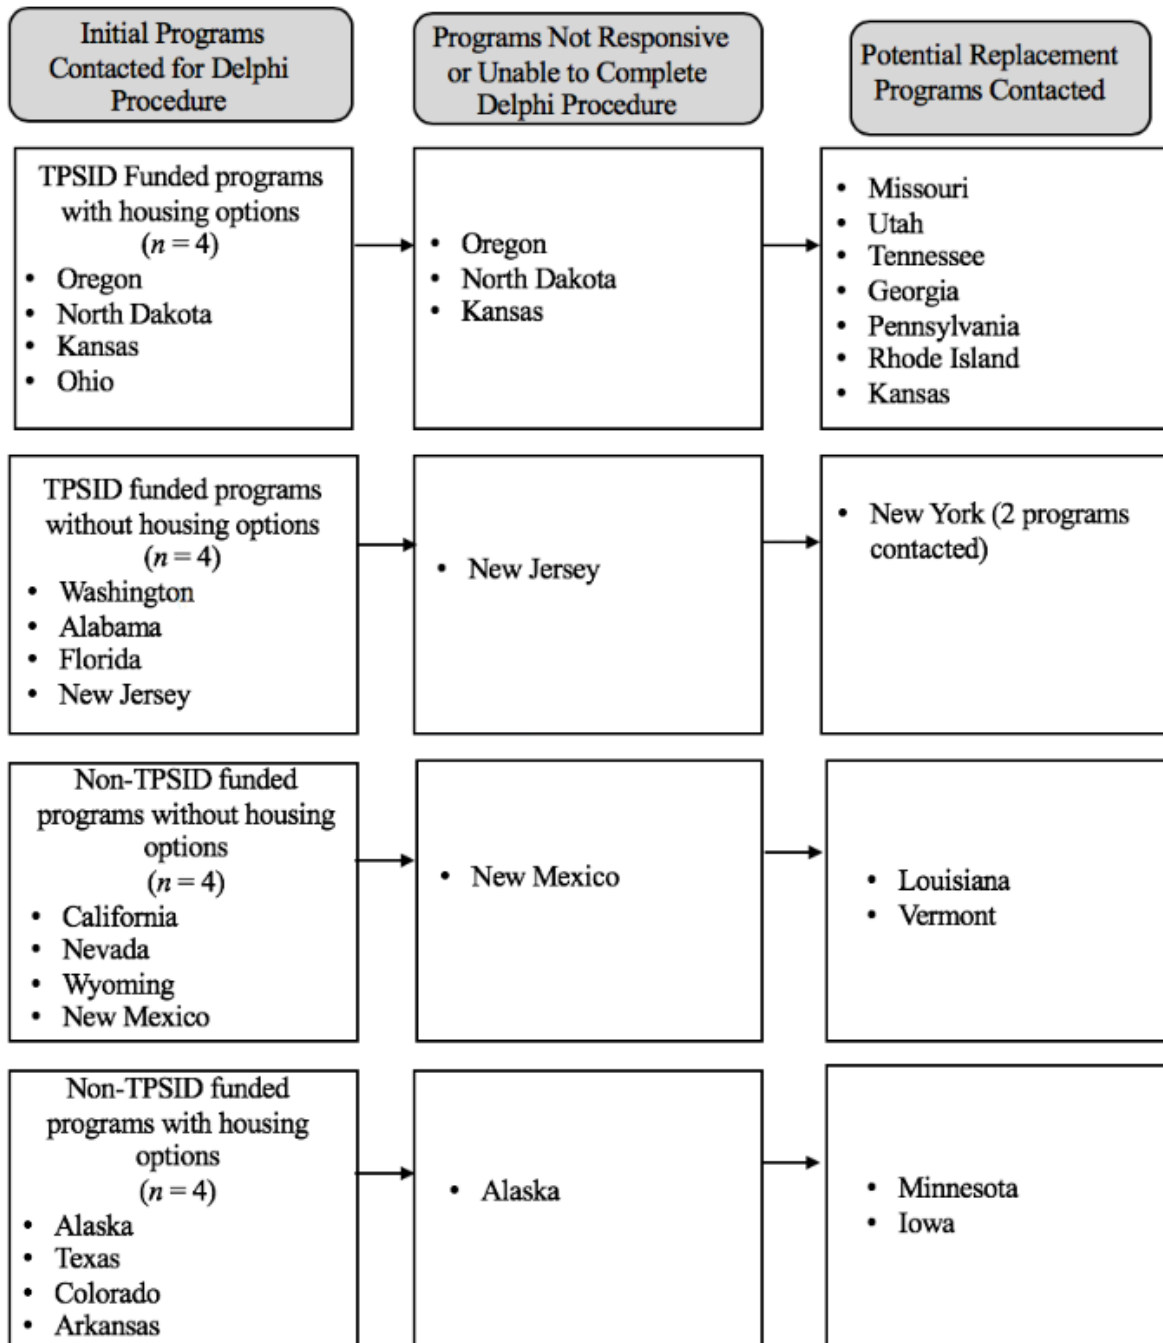 Initial Programs
Contacted for Delphi
Procedure
Programs Not Responsive
or Unable to Complete
Delphi Procedure
Potential Replacement
Programs Contacted
TPSID Funded programs
with housing options
(n = 4)
• Oregon
• North Dakota
• Kansas
• Ohio
• Oregon
• North Dakota
• Kansas
• Missouri
• Utah
• Tennessee
• Georgia
• Pennsylvania
• Rhode Island
• Kansas
TPSID funded programs
without housing options
(n = 4)
• Washington
• Alabama
• Florida
• New Jersey
• New Jersey
• New York (2 programs
contacted)
Non-TPSID funded
programs without housing
options
(n = 4)
• California
• Nevada
• Wyoming
• New Mexico
• New Mexico
• Louisiana
• Vermont
Non-TPSID funded
programs with housing
options
(n = 4)
• Alaska
• Texas
• Colorado
• Arkansas
• Alaska
• Minnesota
• Iowa